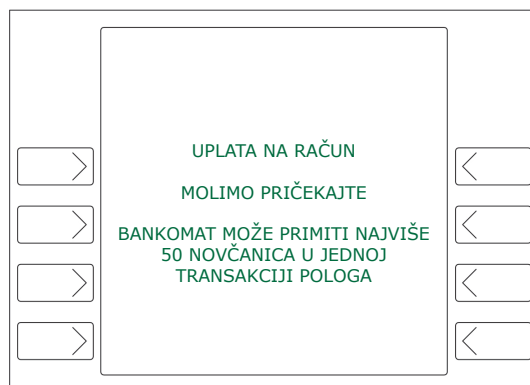 UPLATA NA RAČUN
MOLIMO PRIČEKAJTE
BANKOMAT MOŽE PRIMITI NAJVIŠE
50 NOVČANICA U JEDNOJ
TRANSAKCIJI POLOGA